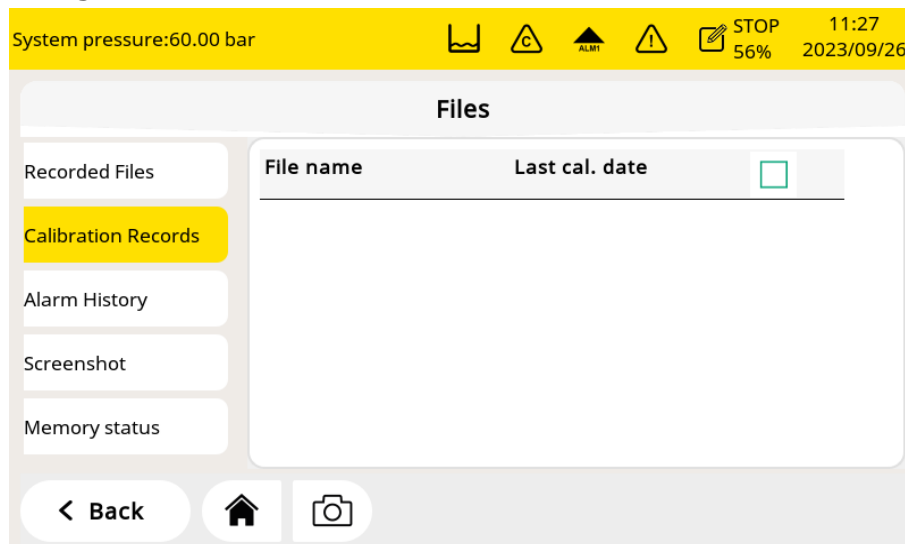 System pressure:60.00 bar
C
ALM1
!
STOP
56%
11:27
2023/09/26
Files
Recorded Files
Calibration Records
Alarm History
Screenshot
Memory status
File name Last cal. date
< Back